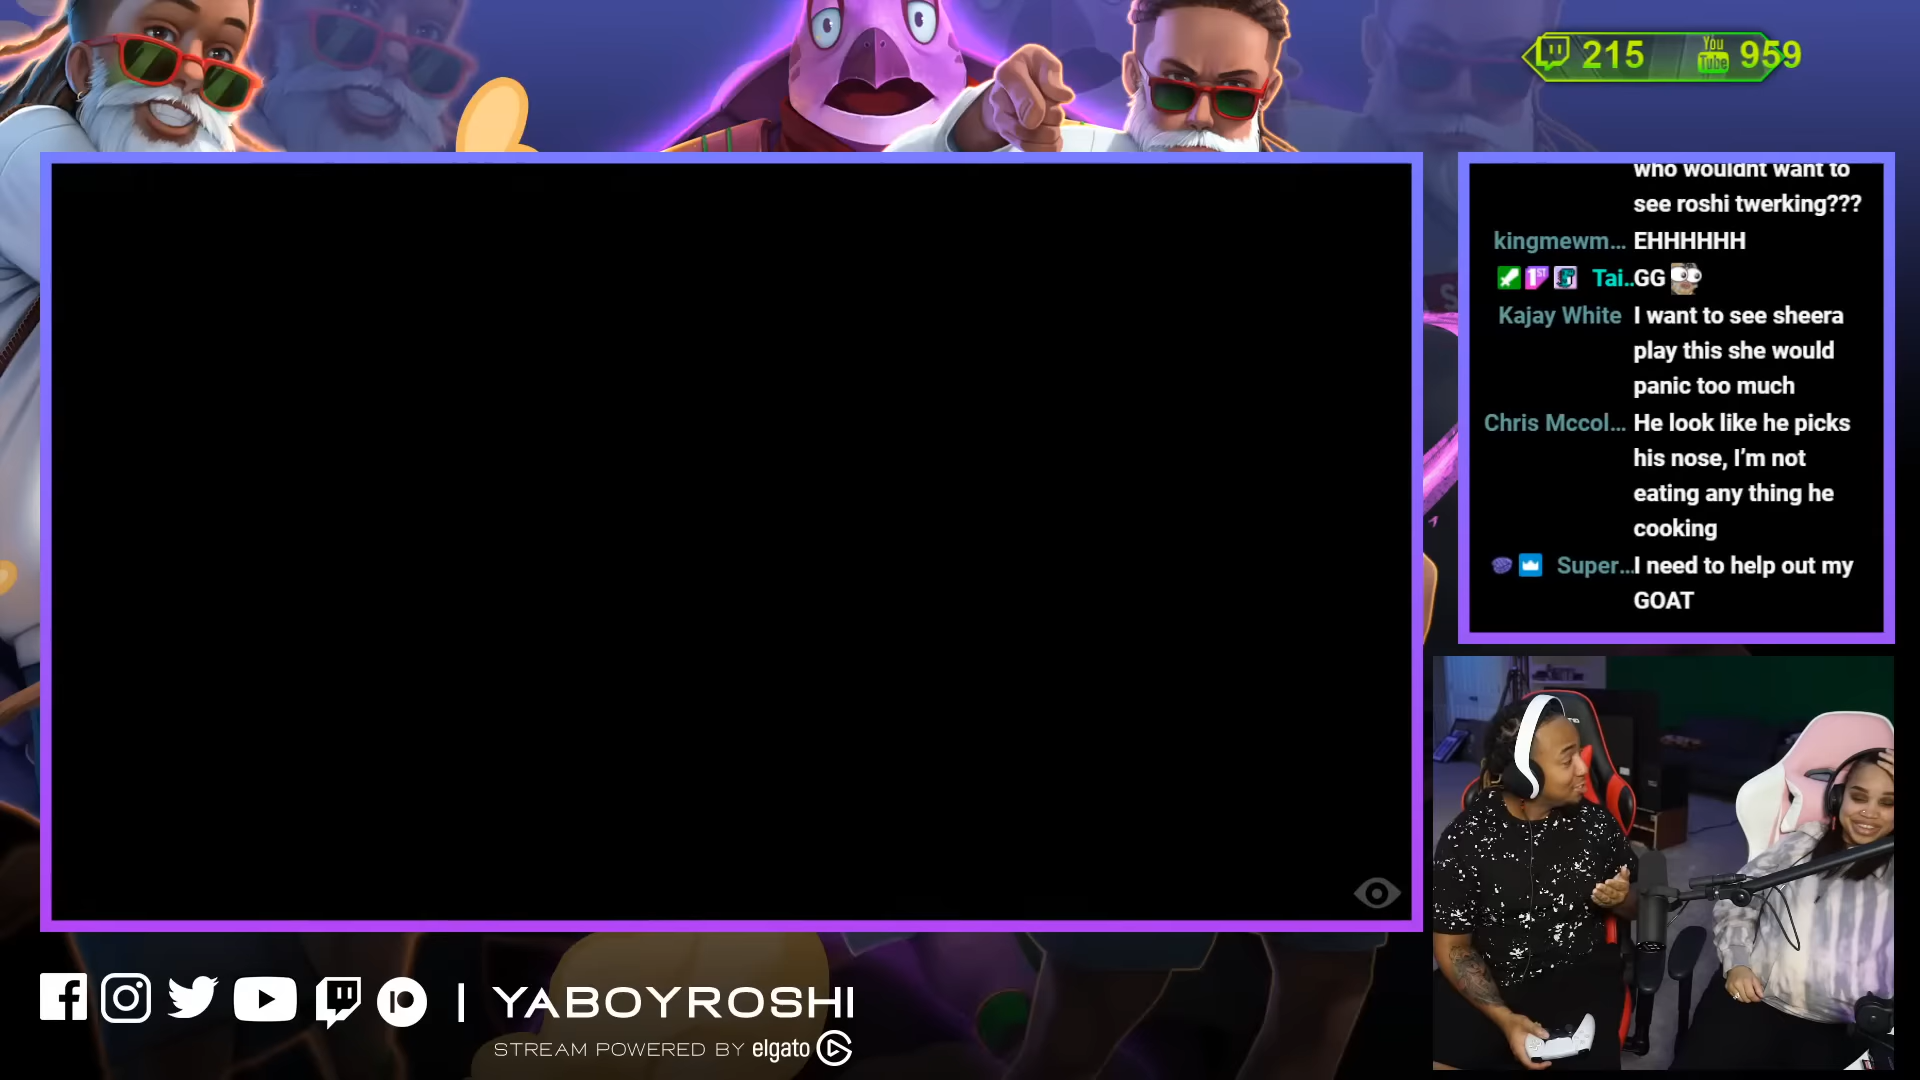 215 You Tube 959
who wouldnt want to
see roshi twerking???
kingmewm... EHHHHHH
1ST Tai.. GG
Kajay White I want to see sheera
play this she would
panic too much
Chris Mccol... He look like he picks
his nose, I’m not
eating any thing he
cooking
Super... I need to help out my
GOAT
| YABOYROSHI
STREAM POWERED BY elgato